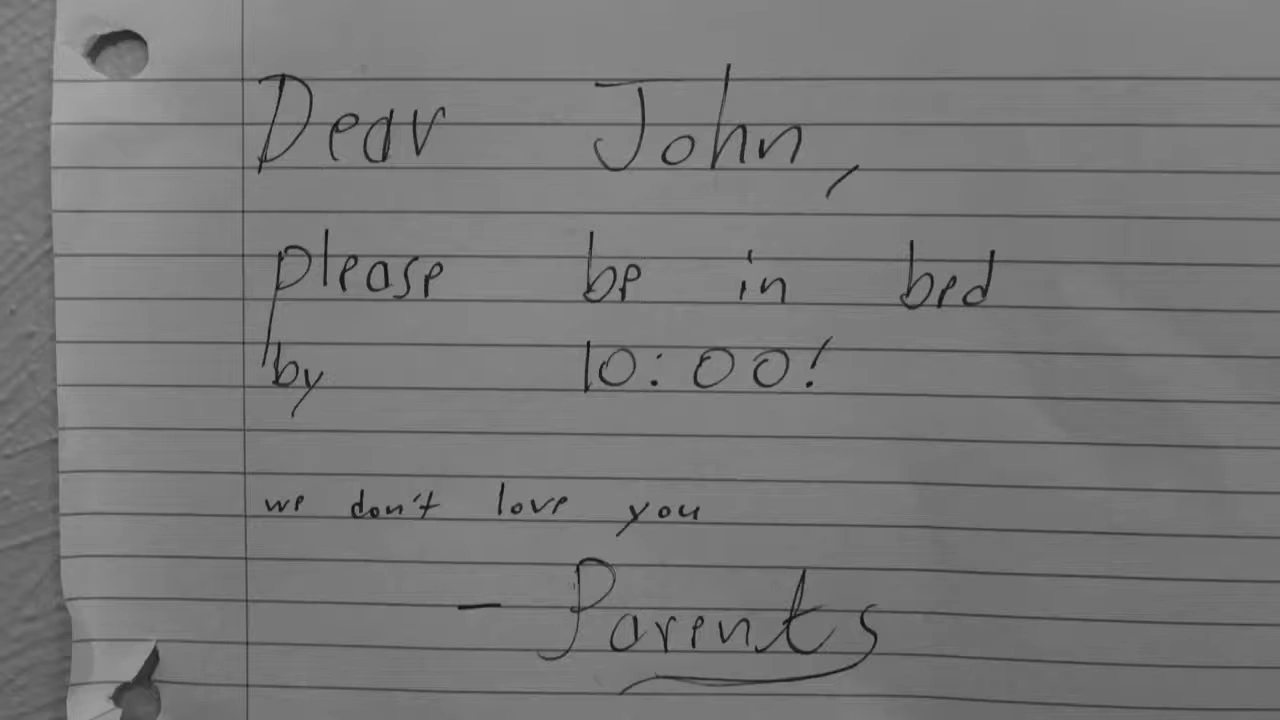 Dear John,
please be in bed
by 10:00!
we don't love you
- Parents